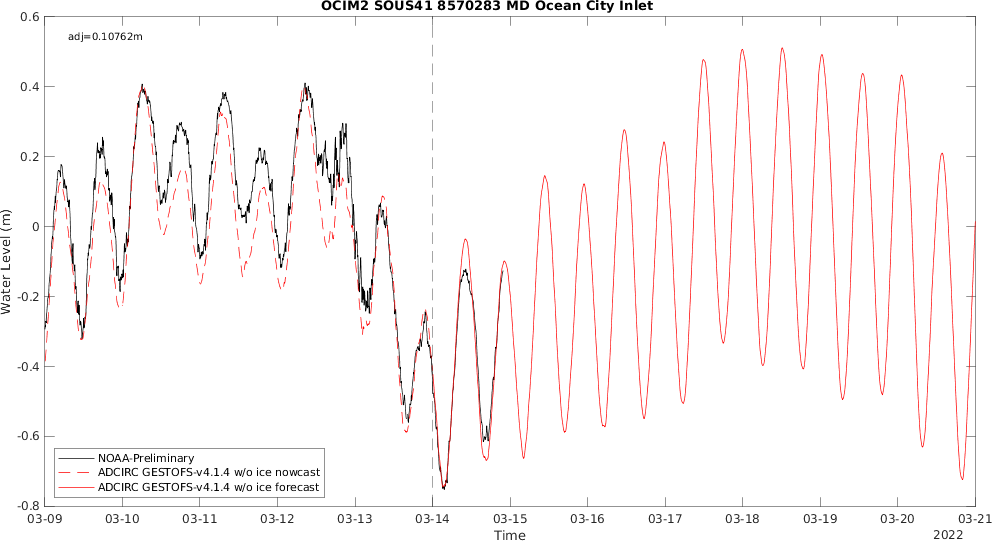 OCIM2 SOUS41 8570283 MD Ocean City Inlet
adj=0.10762m
0.6
0.4
0.2
0
-0.2
-0.4
-0.6
-0.8
Water Level (m)
NOAA-Preliminary
ADCIRC GESTOFS-v4.1.4 w/o ice nowcast
ADCIRC GESTOFS-v4.1.4 w/o ice forecast
03-09 03-10 03-11 03-12 03-13 03-14 03-15 03-16 03-17 03-18 03-19 03-20 03-21
Time
2022